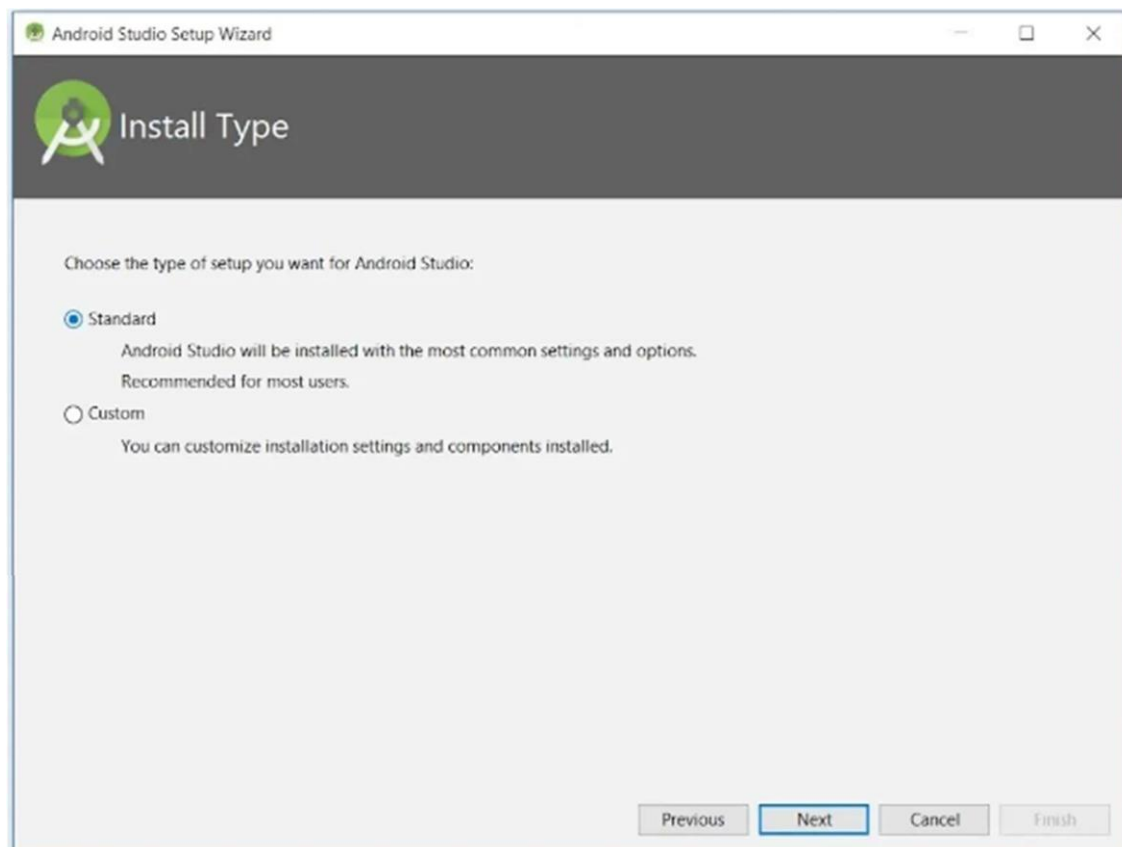 Android Studio Setup Wizard
Install Type
Choose the type of setup you want for Android Studio:
Standard
Android Studio will be installed with the most common settings and options.
Recommended for most users.
Custom
You can customize installation settings and components installed.
Previous Next Cancel Finish